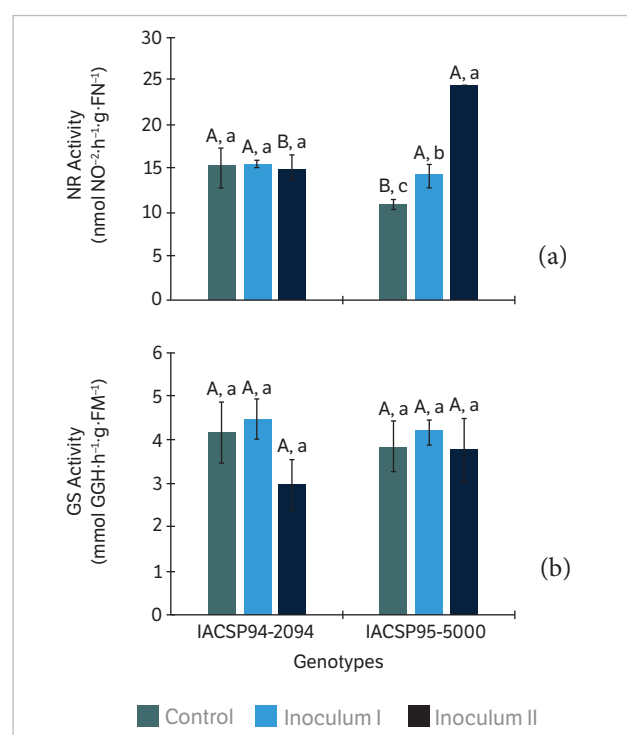 30
25
20
15
10
5
0
NR Activity
(nmol NO⁻²·h⁻¹·g·FN⁻¹)
A, a
A, a
B, a
B, c
A, b
A, a
(a)
6
5
4
3
2
1
0
GS Activity
(mmol GGH·h⁻¹·g·FM⁻¹)
A, a
A, a
A, a
A, a
A, a
A, a
(b)
IACSP94-2094 IACSP95-5000
Genotypes
Control Inoculum I Inoculum II